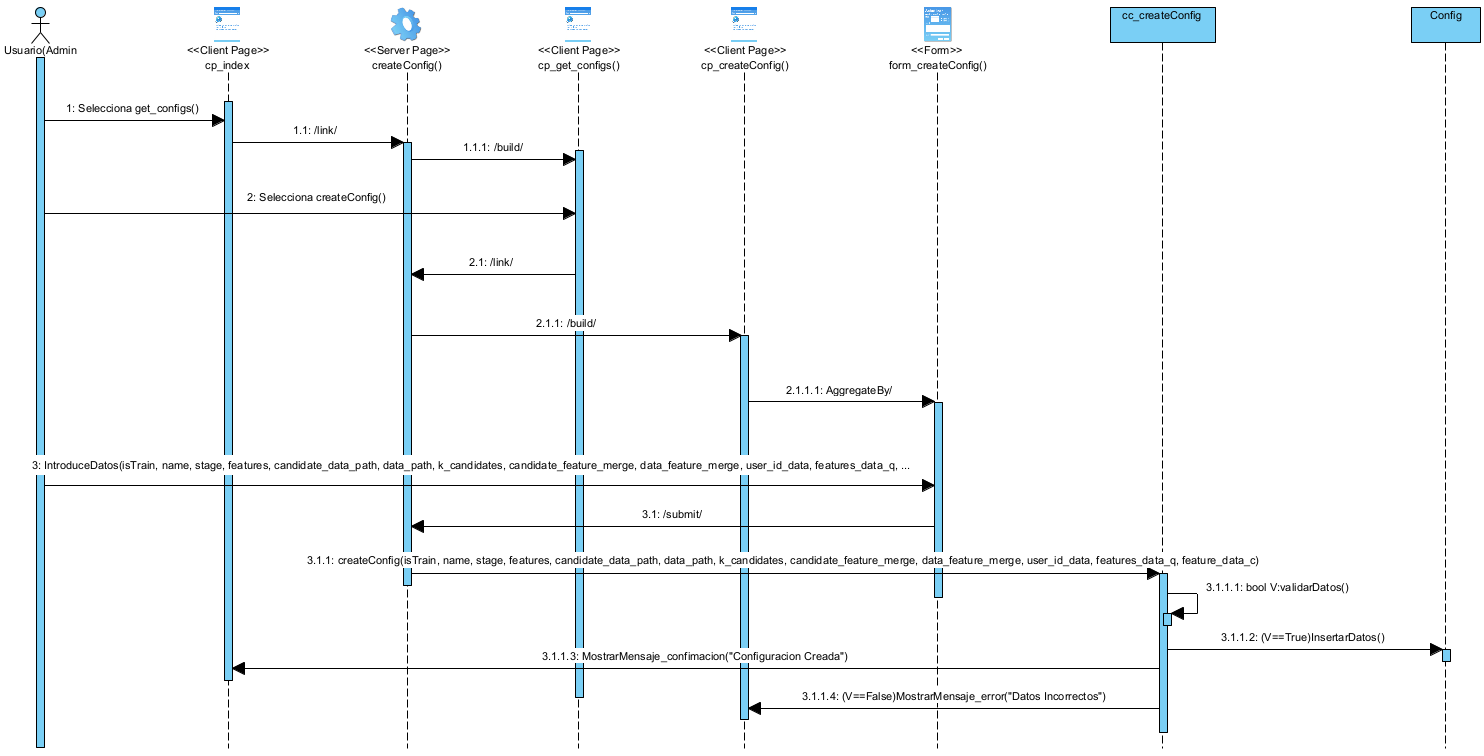 Usuario(Admin
<<Client Page>>
cp_index
<<Server Page>>
createConfig()
<<Client Page>>
cp_get_configs()
<<Client Page>>
cp_createConfig()
<<Form>>
form_createConfig()
cc_createConfig
Config
1: Selecciona get_configs()
1.1: /link/
1.1.1: /build/
2: Selecciona createConfig()
2.1: /link/
2.1.1: /build/
2.1.1.1: AggregateBy/
3: IntroduceDatos(isTrain, name, stage, features, candidate_data_path, data_path, k_candidates, candidate_feature_merge, data_feature_merge, user_id_data, features_data_q, ...
3.1: /submit/
3.1.1: createConfig(isTrain, name, stage, features, candidate_data_path, data_path, k_candidates, candidate_feature_merge, data_feature_merge, user_id_data, features_data_q, feature_data_c)
3.1.1.1: bool V:validarDatos()
3.1.1.2: (V==True)InsertarDatos()
3.1.1.3: MostrarMensaje_confimacion("Configuracion Creada")
3.1.1.4: (V==False)MostrarMensaje_error("Datos Incorrectos")